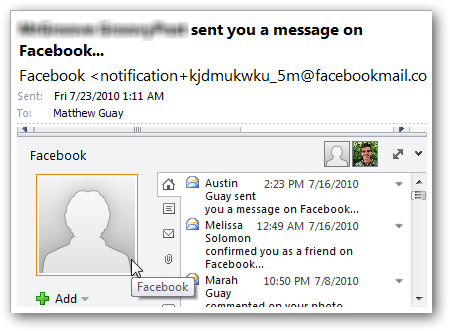 sent you a message on
Facebook...
Facebook <notification+kjdmukwku_5m@facebookmail.co
Sent: Fri 7/23/2010 1:11 AM
To: Matthew Guay
Facebook
Austin 2:23 PM 7/16/2010
Guay sent
you a message on Facebook...
Melissa 12:49 AM 7/16/2010
Solomon
confirmed you as a friend on
Facebook...
Marah 10:50 PM 7/8/2010
Guay
commented on your photo
Facebook
Add